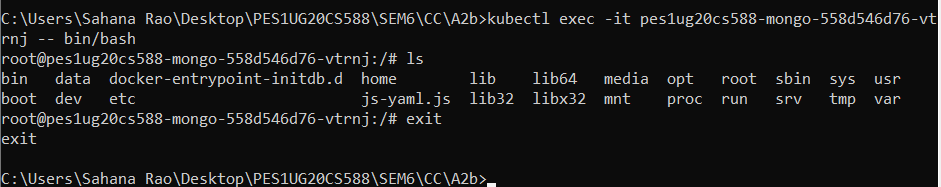 C:\Users\Sahana Rao\Desktop\PES1UG20CS588\SEM6\CC\A2b>kubectl exec -it pes1ug20cs588-mongo-558d546d76-vt
rnj -- bin/bash
root@pes1ug20cs588-mongo-558d546d76-vtrnj:/# ls
bin   data  docker-entrypoint-initdb.d  home        lib    lib64   media  opt   root  sbin  sys  usr
boot  dev   etc                         js-yaml.js  lib32  libx32  mnt    proc  run   srv   tmp  var
root@pes1ug20cs588-mongo-558d546d76-vtrnj:/# exit
exit
C:\Users\Sahana Rao\Desktop\PES1UG20CS588\SEM6\CC\A2b>